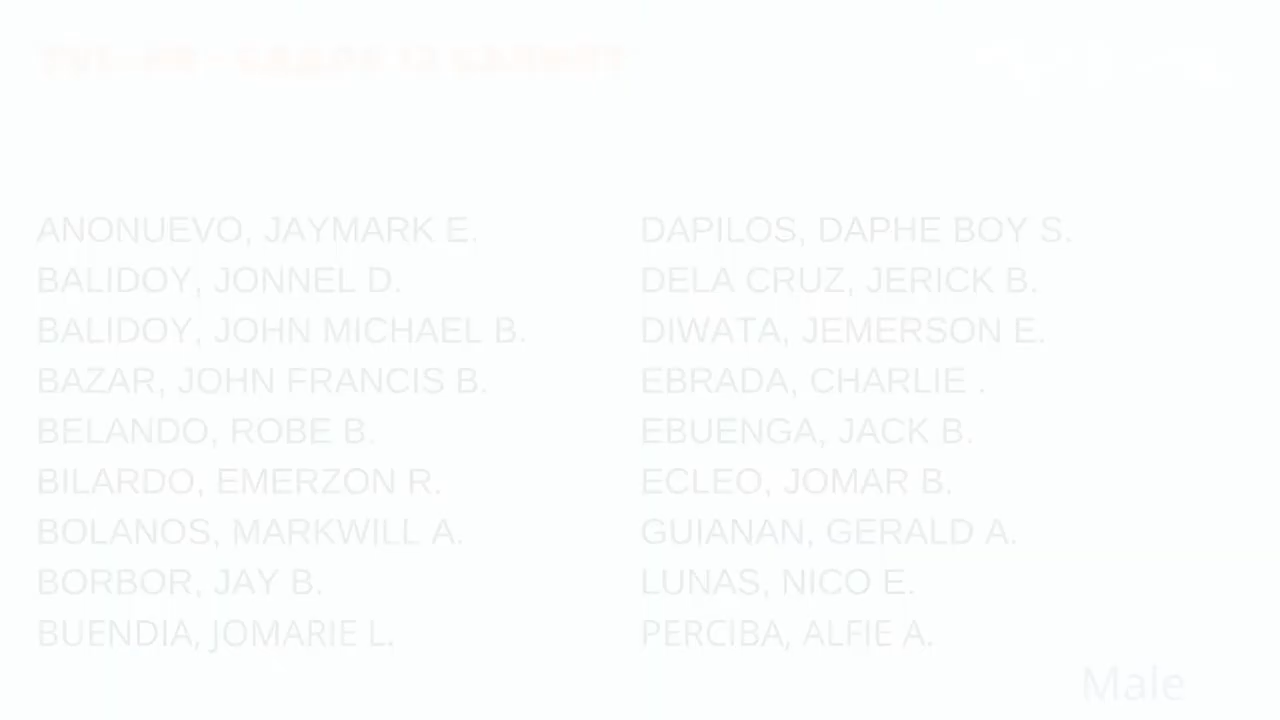 ANONUEVO, JAYMARK E.
BALIDOY, JONNEL D.
BALIDOY, JOHN MICHAEL B.
BAZAR, JOHN FRANCIS B.
BELANDO, ROBE B.
BILARDO, EMERZON R.
BOLANOS, MARKWILL A.
BORBOR, JAY B.
BUENDIA, JOMARIE L.
DAPILOS, DAPHE BOY S.
DELA CRUZ, JERICK B.
DIWATA, JEMERSON E.
EBRADA, CHARLIE .
EBUENGA, JACK B.
ECLEO, JOMAR B.
GUIANAN, GERALD A.
LUNAS, NICO E.
PERCIBA, ALFIE A.
Male